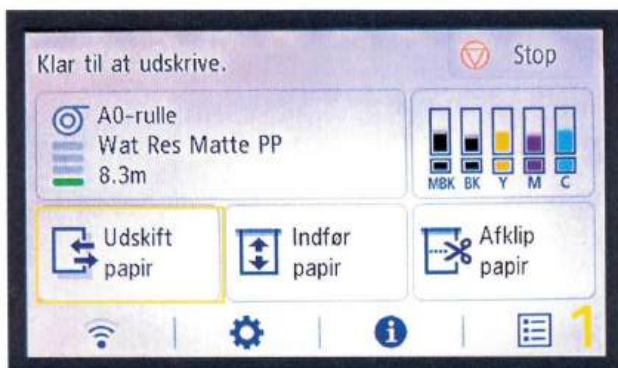 Klar til at udskrive.
Stop
A0-rulle
Wat Res Matte PP
8.3m
MBK BK Y M C
Udskift
papir
Indfør
papir
Afklip
papir
1